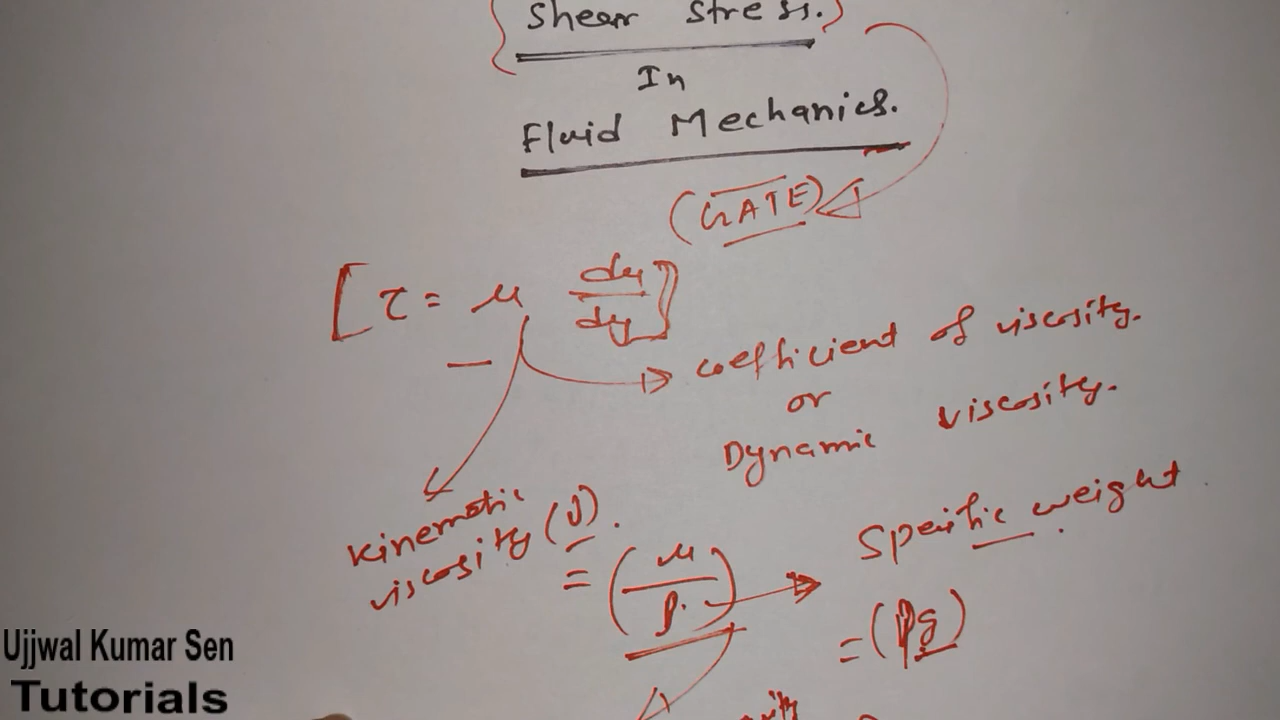 Shear Stress.
In
Fluid Mechanics.
(GATE)
[τ = μ du/dy]
coefficient of viscosity.
or
Dynamic viscosity.
Kinematic
viscosity (ν).
= (μ/ρ)
Specific weight
= (ρg)
Ujjwal Kumar Sen
Tutorials